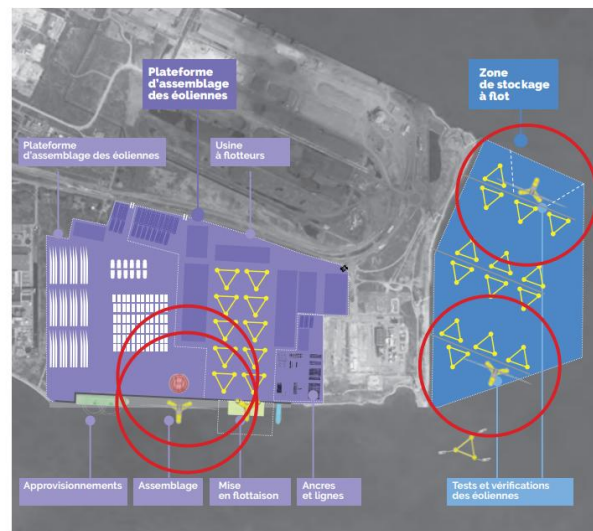 Plateforme
d'assemblage
des éoliennes
Zone
de stockage
à flot
Plateforme
d'assemblage des éoliennes
Usine
à flotteurs
Approvisionnements
Assemblage
Mise
en flottaison
Ancres
et lignes
Tests et vérifications
des éoliennes